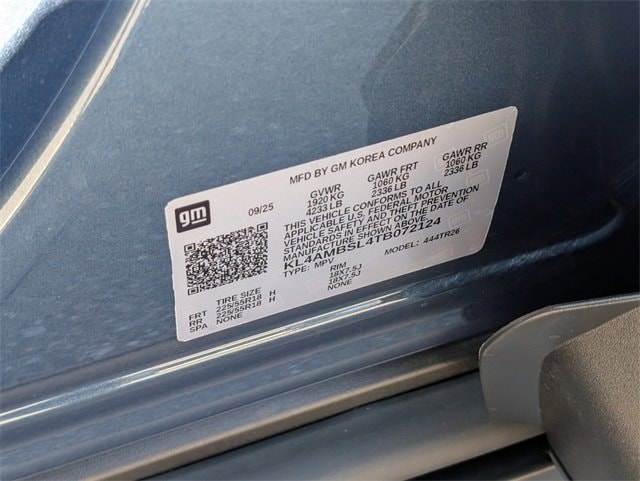 gm
09/25
MFD BY GM KOREA COMPANY
GVWR GAWR FRT GAWR RR
1920 KG 1060 KG 1060 KG
4233 LB 2336 LB 2336 LB
THIS VEHICLE CONFORMS TO ALL
APPLICABLE U.S. FEDERAL MOTOR
VEHICLE SAFETY AND THEFT PREVENTION
STANDARDS IN EFFECT ON THE DATE OF
MANUFACTURE SHOWN ABOVE.
KL4AMBSL4TB072124
TYPE: MPV MODEL: 444TR26
TIRE SIZE RIM
FRT 225/55R18 H 18X7.5J
RR 225/55R18 H 18X7.5J
SPA NONE NONE